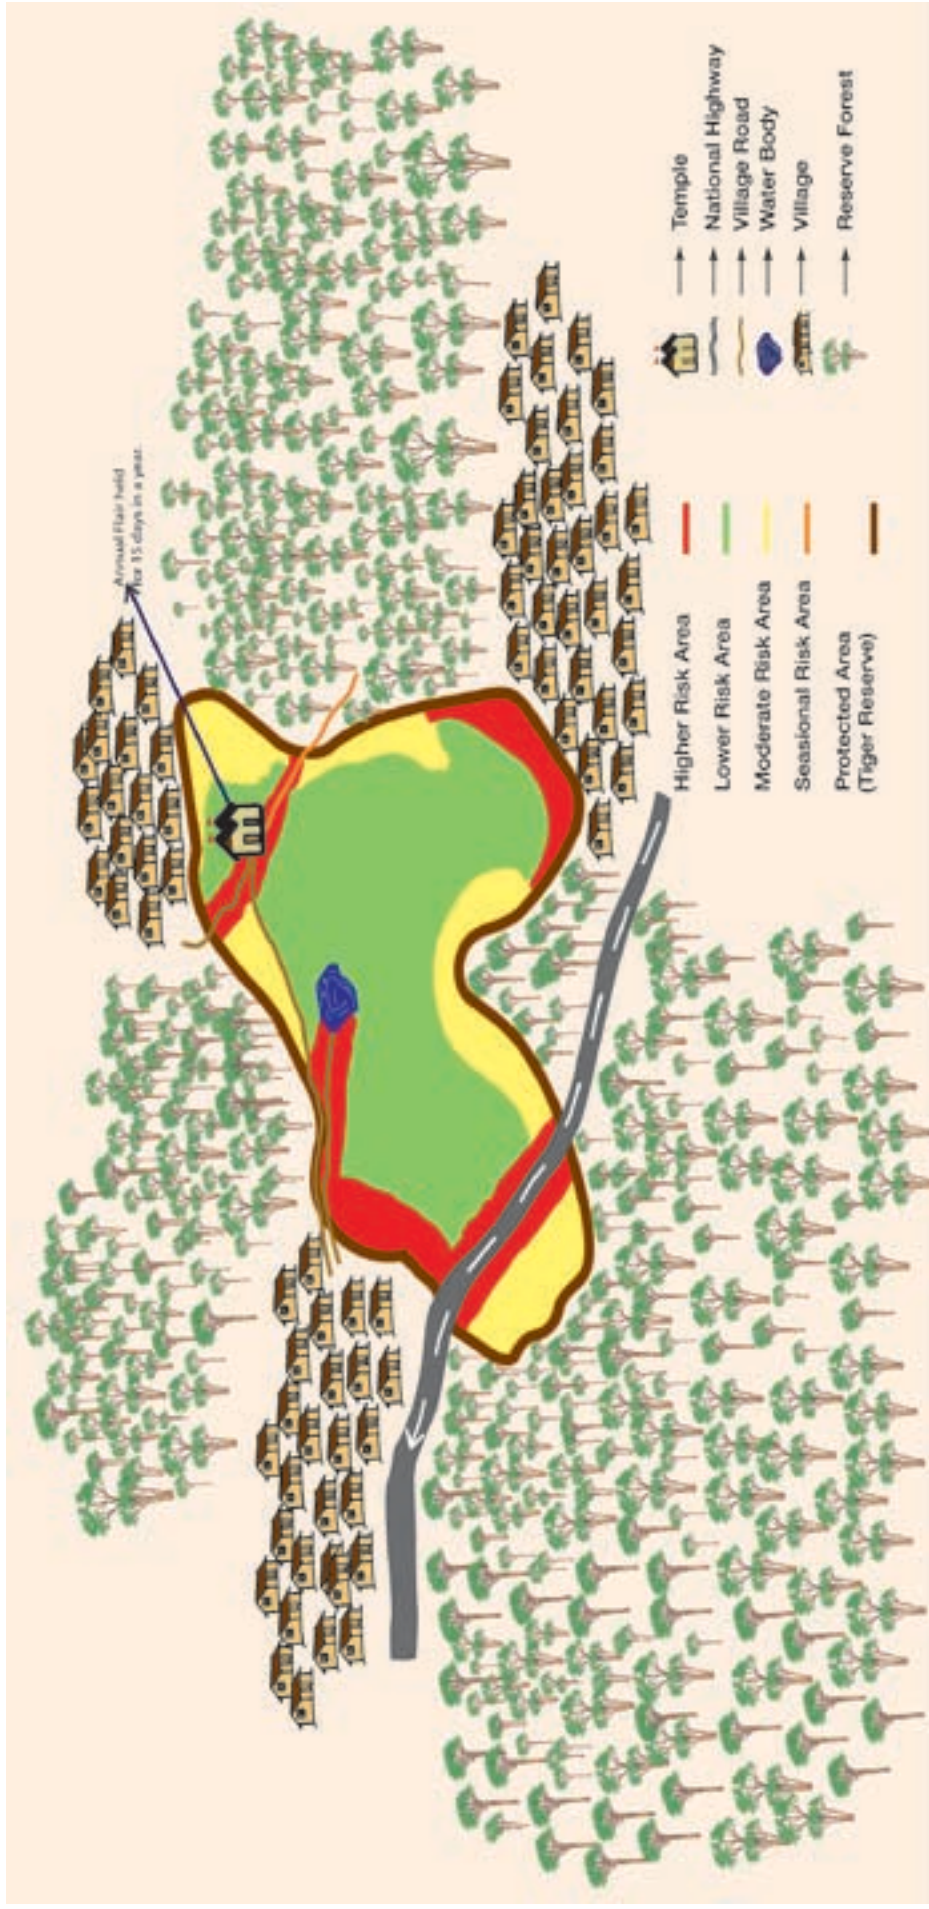 Annual Flair held
for 15 days in a year.
Higher Risk Area
Lower Risk Area
Moderate Risk Area
Seasional Risk Area
Protected Area
(Tiger Reserve)
Temple
National Highway
Village Road
Water Body
Village
Reserve Forest